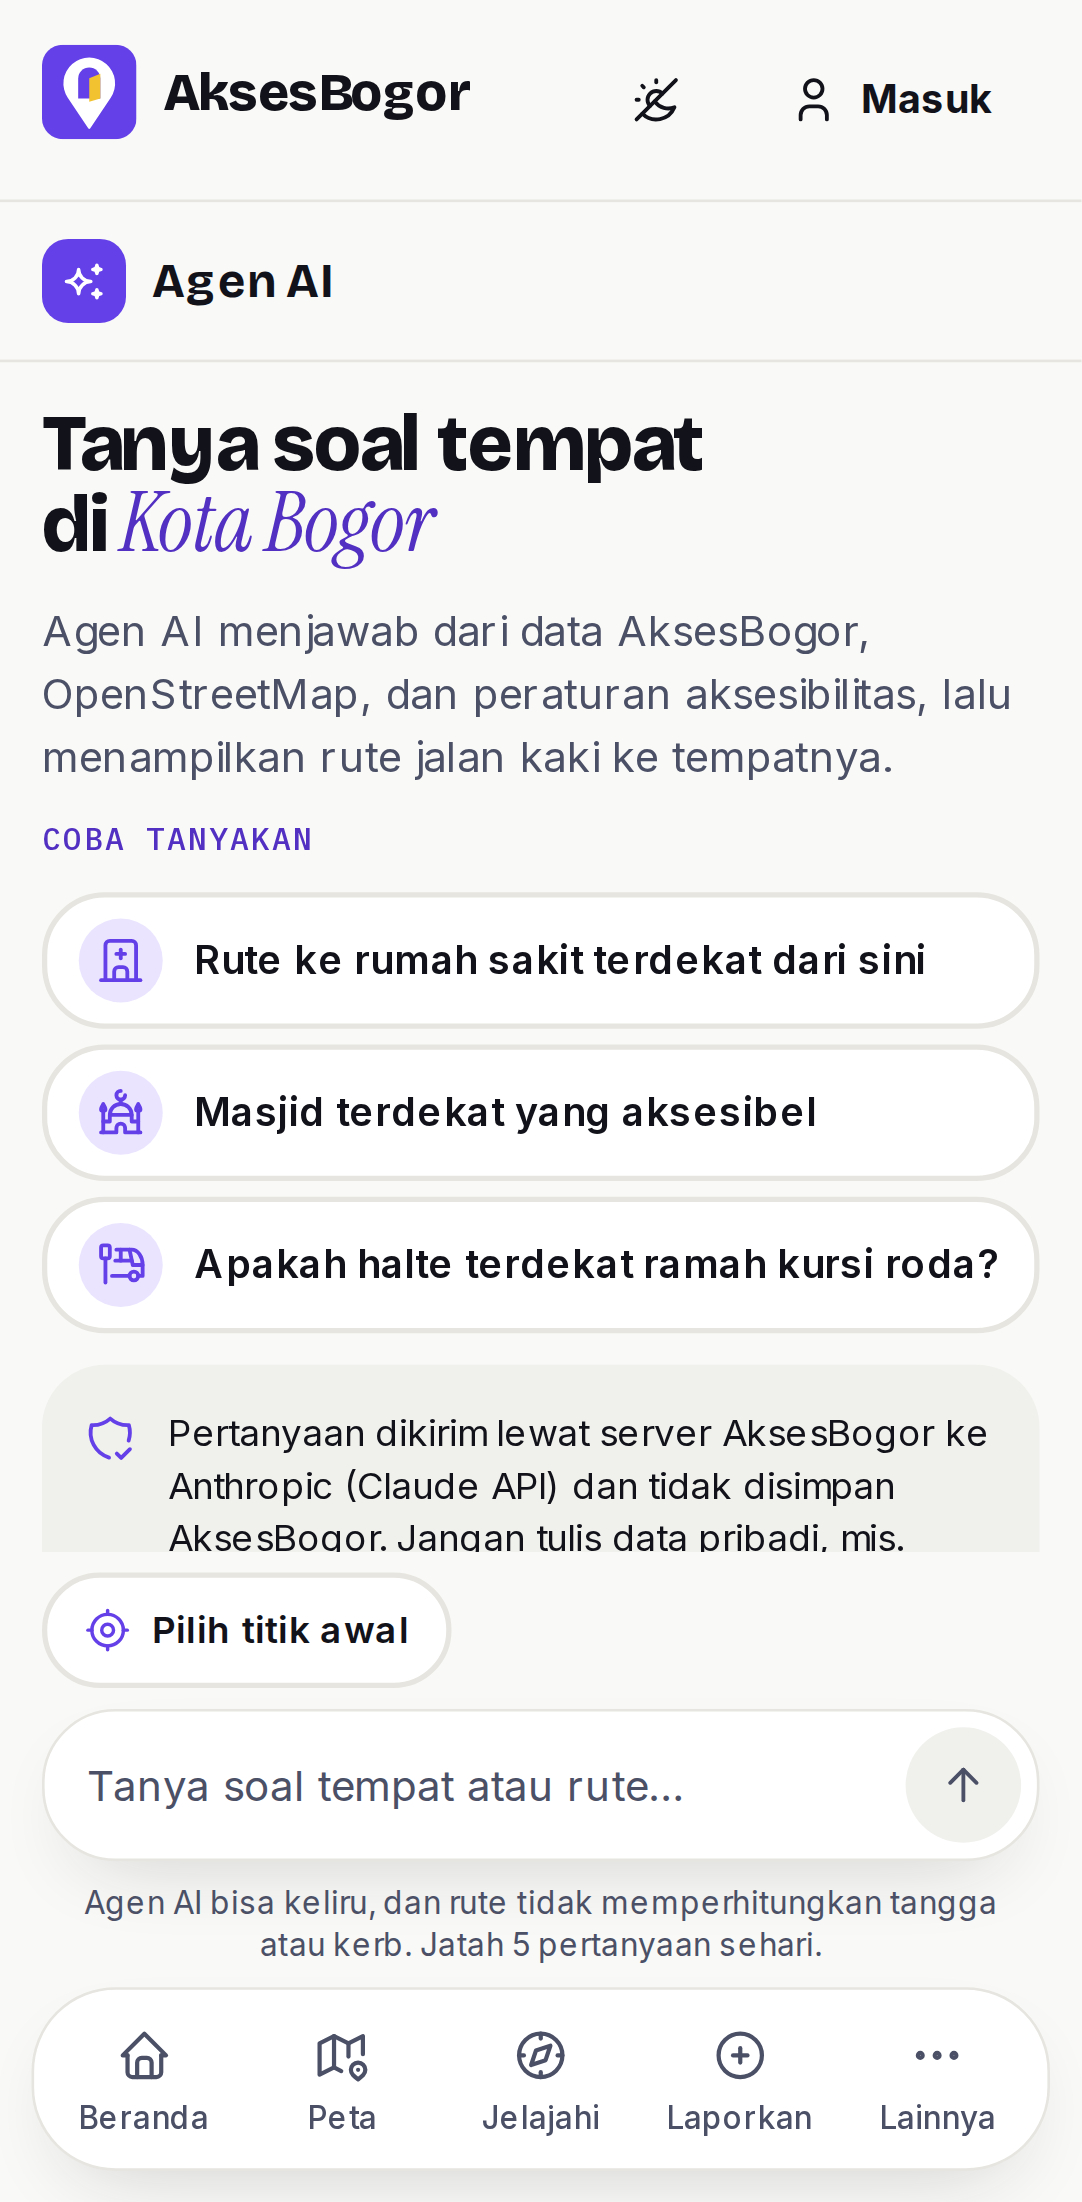 AksesBogor
Masuk
Agen AI
Tanya soal tempat
di Kota Bogor
Agen AI menjawab dari data AksesBogor,
OpenStreetMap, dan peraturan aksesibilitas, lalu
menampilkan rute jalan kaki ke tempatnya.
COBA TANYAKAN
Rute ke rumah sakit terdekat dari sini
Masjid terdekat yang aksesibel
Apakah halte terdekat ramah kursi roda?
Pertanyaan dikirim lewat server AksesBogor ke
Anthropic (Claude API) dan tidak disimpan
AksesBogor. Jangan tulis data pribadi, mis.
Pilih titik awal
Tanya soal tempat atau rute...
Agen AI bisa keliru, dan rute tidak memperhitungkan tangga
atau kerb. Jatah 5 pertanyaan sehari.
Beranda
Peta
Jelajahi
Laporkan
Lainnya